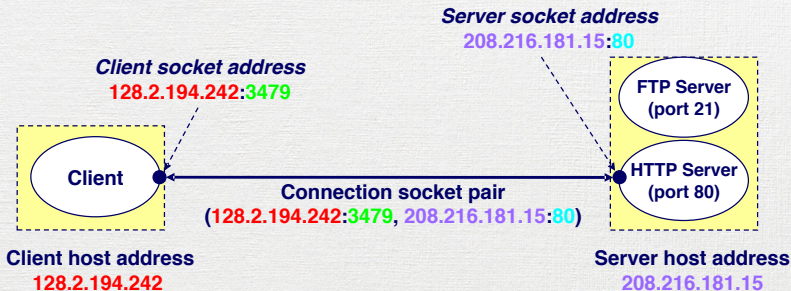 Server socket address
208.216.181.15:80
Client socket address
128.2.194.242:3479
FTP Server
(port 21)
Client
HTTP Server
(port 80)
Connection socket pair
(128.2.194.242:3479, 208.216.181.15:80)
Client host address
128.2.194.242
Server host address
208.216.181.15